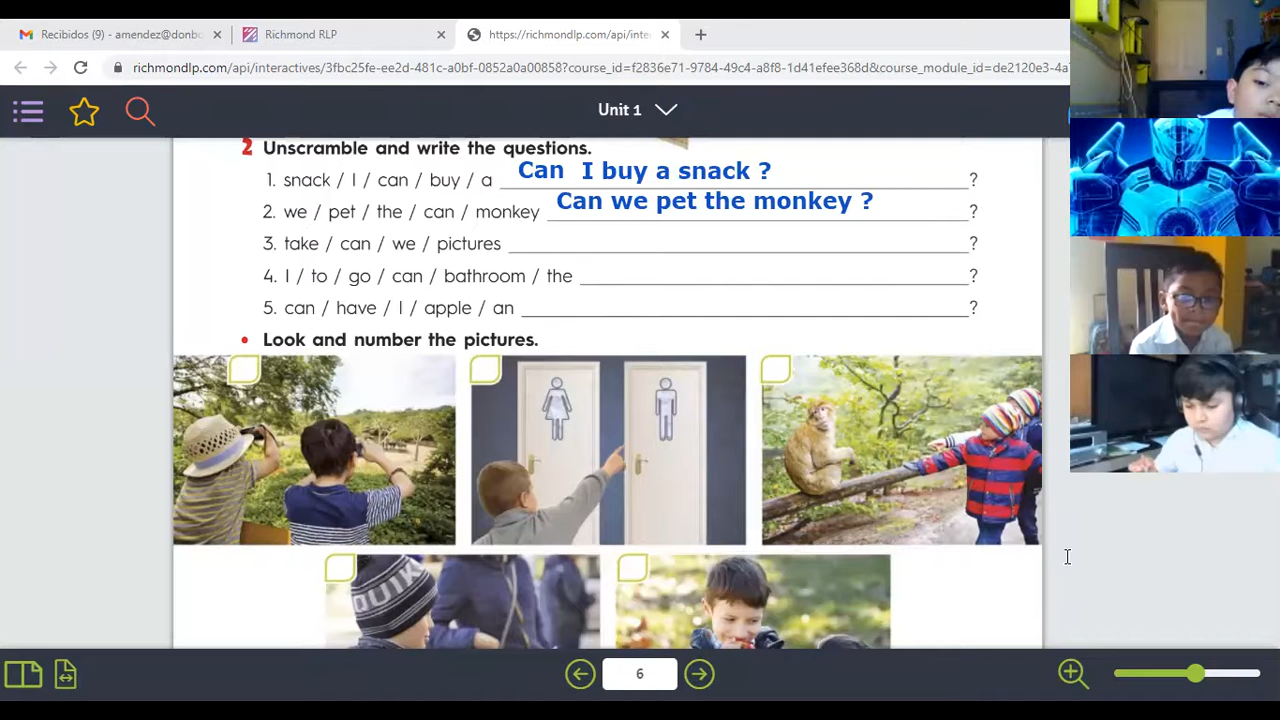 Recibidos (9) - amendez@donbo
Richmond RLP
https://richmondlp.com/api/inte
richmondlp.com/api/interactives/3fbc25fe-ee2d-481c-a0bf-0852a0a00858?course_id=f2836e71-9784-49c4-a8f8-1d41efee368d&course_module_id=de2120e3-4a
Unit 1
2 Unscramble and write the questions.
1. snack / I / can / buy / a Can I buy a snack ? ?
2. we / pet / the / can / monkey Can we pet the monkey ? ?
3. take / can / we / pictures ?
4. I / to / go / can / bathroom / the ?
5. can / have / I / apple / an ?
• Look and number the pictures.
OUIK
6